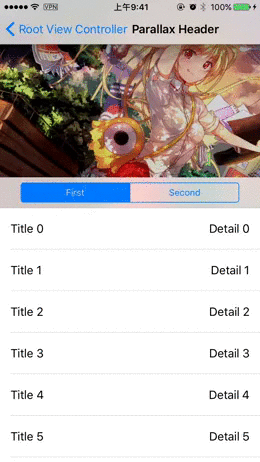 VPN 上午9:41 100%
Root View Controller Parallax Header
First Second
Title 0 Detail 0
Title 1 Detail 1
Title 2 Detail 2
Title 3 Detail 3
Title 4 Detail 4
Title 5 Detail 5